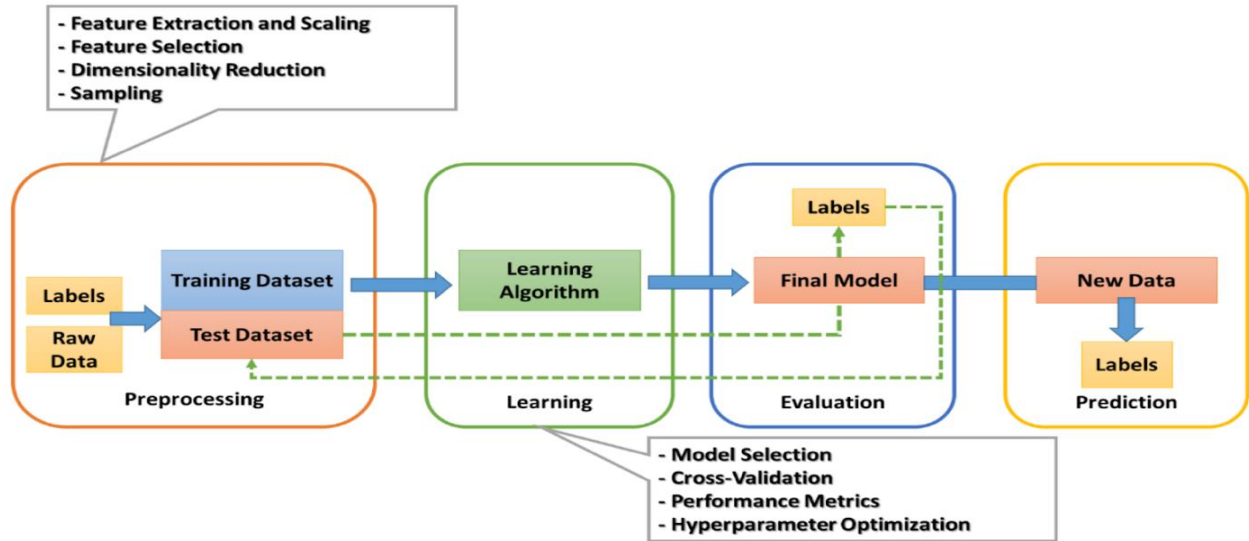 - Feature Extraction and Scaling
- Feature Selection
- Dimensionality Reduction
- Sampling
Labels
Raw
Data
Training Dataset
Test Dataset
Preprocessing
Learning
Algorithm
Learning
Labels
Final Model
Evaluation
New Data
Labels
Prediction
- Model Selection
- Cross-Validation
- Performance Metrics
- Hyperparameter Optimization